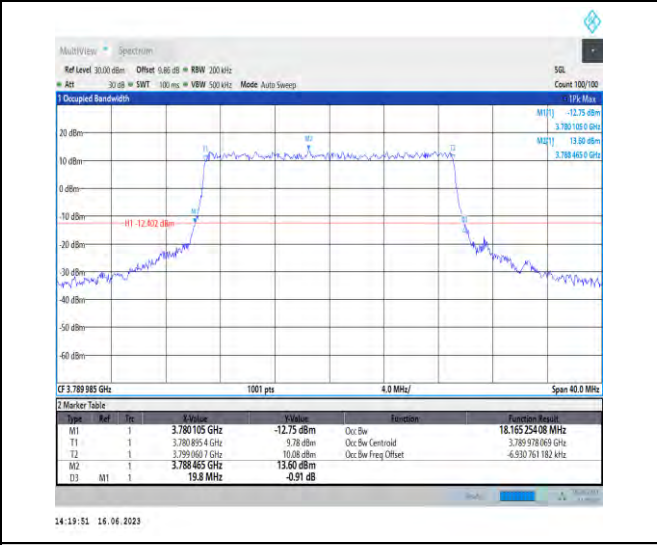 MultiView Spectrum
Ref Level 30.00 dBm Offset 9.86 dB RBW 200 kHz SGL
Att 30 dB SWT 100 ms VBW 500 kHz Mode Auto Sweep Count 100/100
1 Occupied Bandwidth 1Pk Max
M1[1] -12.75 dBm
3.780 105 0 GHz
M2[1] 13.60 dBm
3.788 465 0 GHz
20 dBm
M2
T1 T2
10 dBm
0 dBm
-10 dBm
M1
H1 -12.402 dBm
-20 dBm
-30 dBm
-40 dBm
-50 dBm
-60 dBm
CF 3.789 985 GHz 1001 pts 4.0 MHz/ Span 40.0 MHz
2 Marker Table
Type Ref Trc X-Value Y-Value Function Function Result
M1 1 3.780 105 GHz -12.75 dBm Occ Bw 18.165 254 08 MHz
T1 1 3.780 895 4 GHz 9.78 dBm Occ Bw Centroid 3.789 978 069 GHz
T2 1 3.799 060 7 GHz 10.08 dBm Occ Bw Freq Offset -6.930 761 182 kHz
M2 1 3.788 465 GHz 13.60 dBm
D3 M1 1 19.8 MHz -0.91 dB
14:19:51 16.06.2023